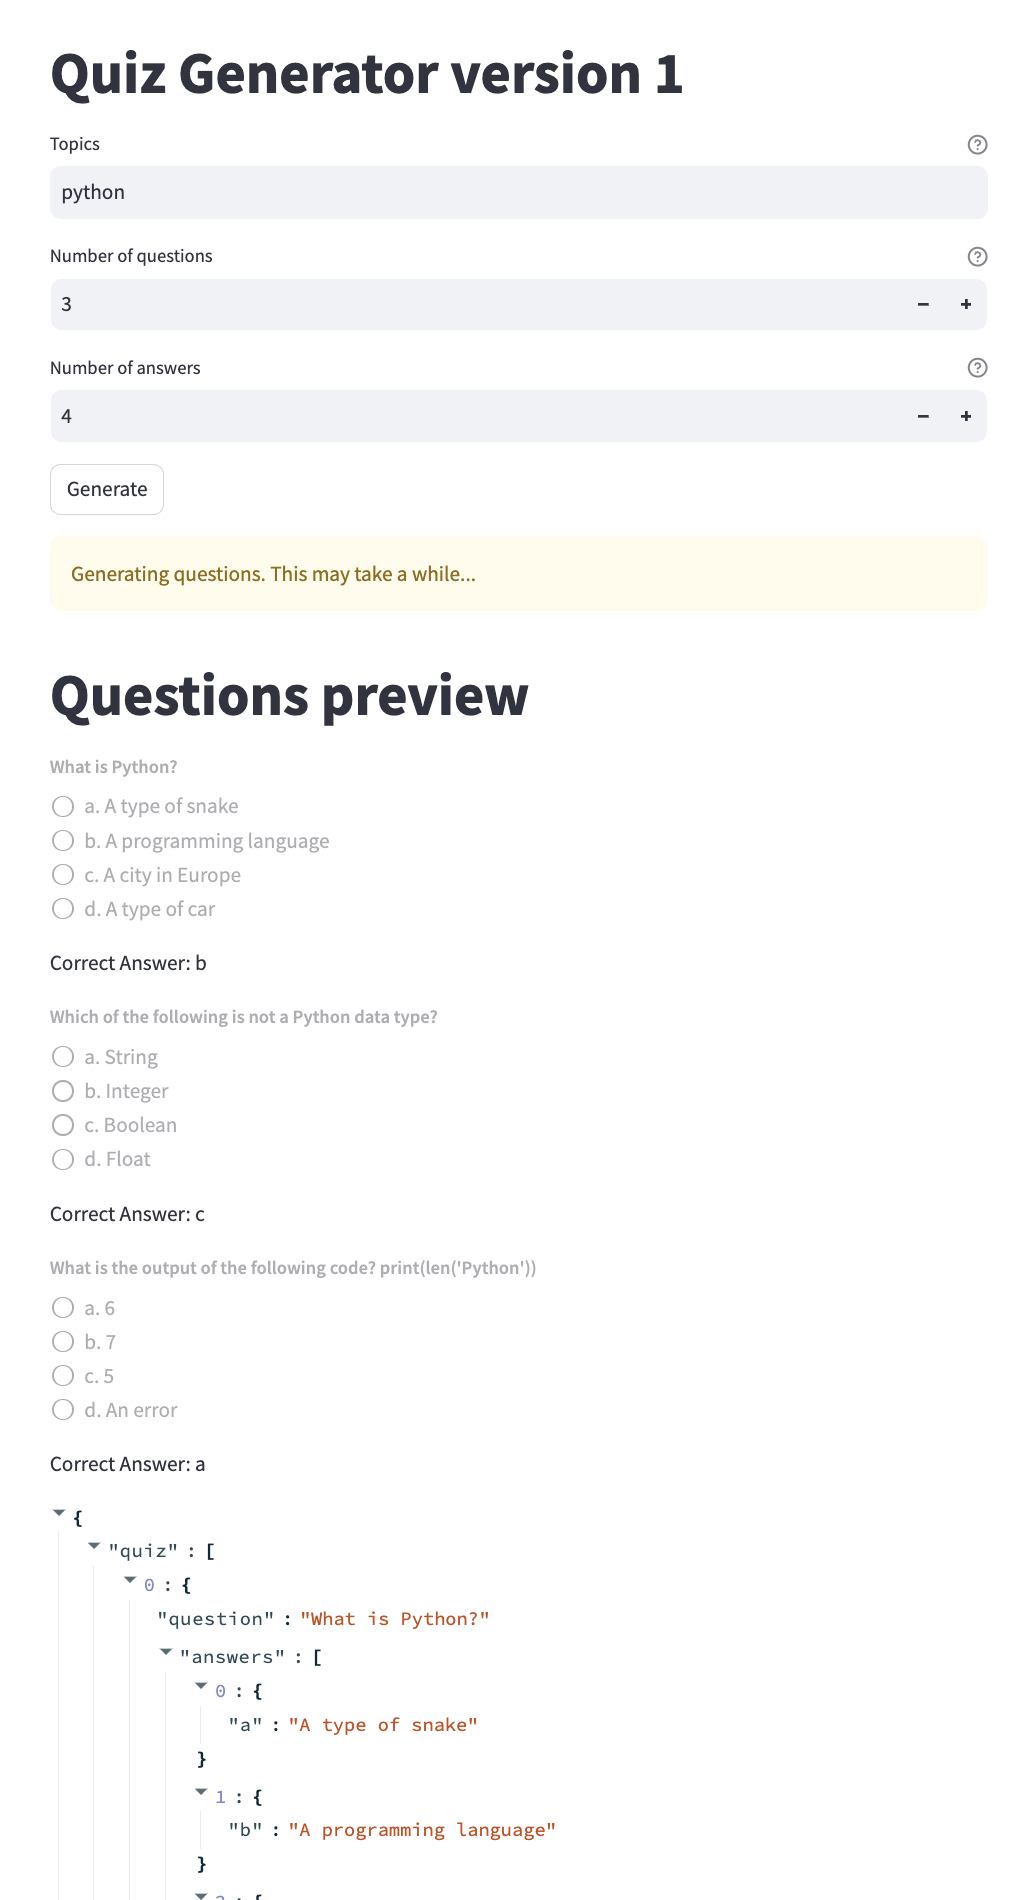 Quiz Generator version 1
Topics
python
Number of questions
3
Number of answers
4
Generate
Generating questions. This may take a while...
Questions preview
What is Python?
a. A type of snake
b. A programming language
c. A city in Europe
d. A type of car
Correct Answer: b
Which of the following is not a Python data type?
a. String
b. Integer
c. Boolean
d. Float
Correct Answer: c
What is the output of the following code? print(len('Python'))
a. 6
b. 7
c. 5
d. An error
Correct Answer: a
{
"quiz" : [
0 : {
"question" : "What is Python?"
"answers" : [
0 : {
"a" : "A type of snake"
}
1 : {
"b" : "A programming language"
}